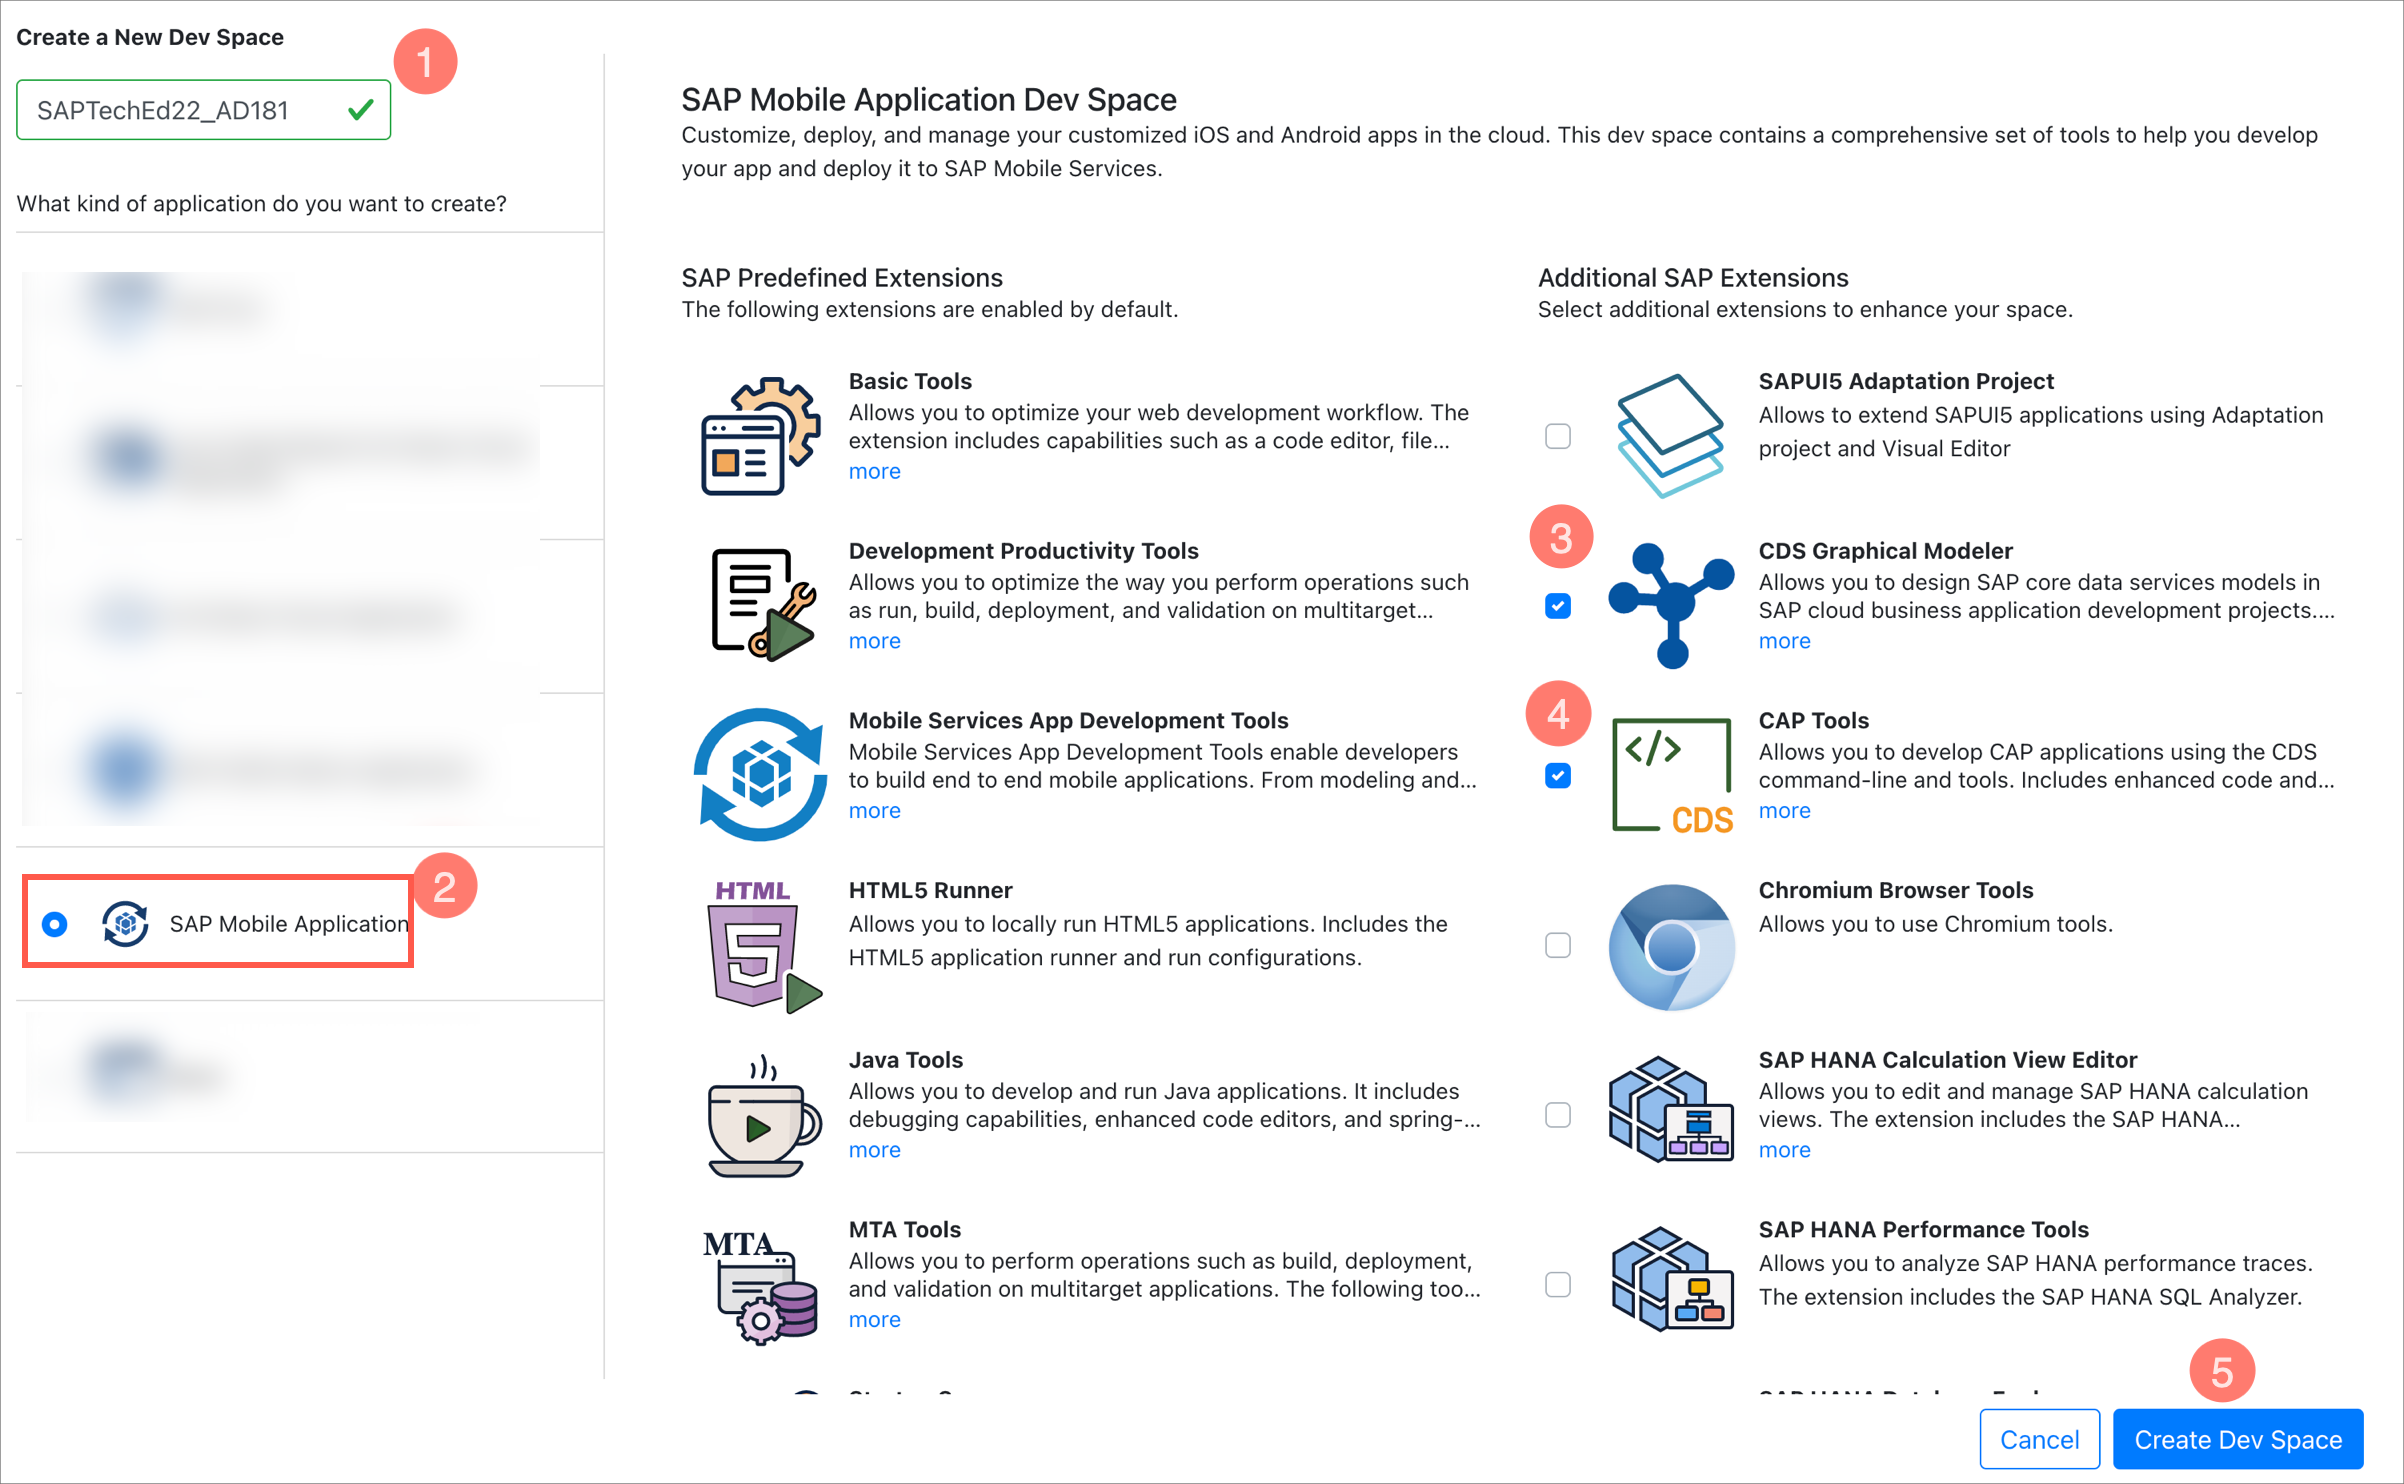 Create a New Dev Space
1
SAPTechEd22_AD181
What kind of application do you want to create?
2
SAP Mobile Application
SAP Mobile Application Dev Space
Customize, deploy, and manage your customized iOS and Android apps in the cloud. This dev space contains a comprehensive set of tools to help you develop
your app and deploy it to SAP Mobile Services.
SAP Predefined Extensions
The following extensions are enabled by default.
Basic Tools
Allows you to optimize your web development workflow. The
extension includes capabilities such as a code editor, file...
more
Development Productivity Tools
Allows you to optimize the way you perform operations such
as run, build, deployment, and validation on multitarget...
more
Mobile Services App Development Tools
Mobile Services App Development Tools enable developers
to build end to end mobile applications. From modeling and...
more
HTML
5
HTML5 Runner
Allows you to locally run HTML5 applications. Includes the
HTML5 application runner and run configurations.
Java Tools
Allows you to develop and run Java applications. It includes
debugging capabilities, enhanced code editors, and spring-...
more
MTA
MTA Tools
Allows you to perform operations such as build, deployment,
and validation on multitarget applications. The following too...
more
Additional SAP Extensions
Select additional extensions to enhance your space.
SAPUI5 Adaptation Project
Allows to extend SAPUI5 applications using Adaptation
project and Visual Editor
3
CDS Graphical Modeler
Allows you to design SAP core data services models in
SAP cloud business application development projects....
more
4
</>
CDS
CAP Tools
Allows you to develop CAP applications using the CDS
command-line and tools. Includes enhanced code and...
more
Chromium Browser Tools
Allows you to use Chromium tools.
SAP HANA Calculation View Editor
Allows you to edit and manage SAP HANA calculation
views. The extension includes the SAP HANA...
more
SAP HANA Performance Tools
Allows you to analyze SAP HANA performance traces.
The extension includes the SAP HANA SQL Analyzer.
5
Cancel
Create Dev Space